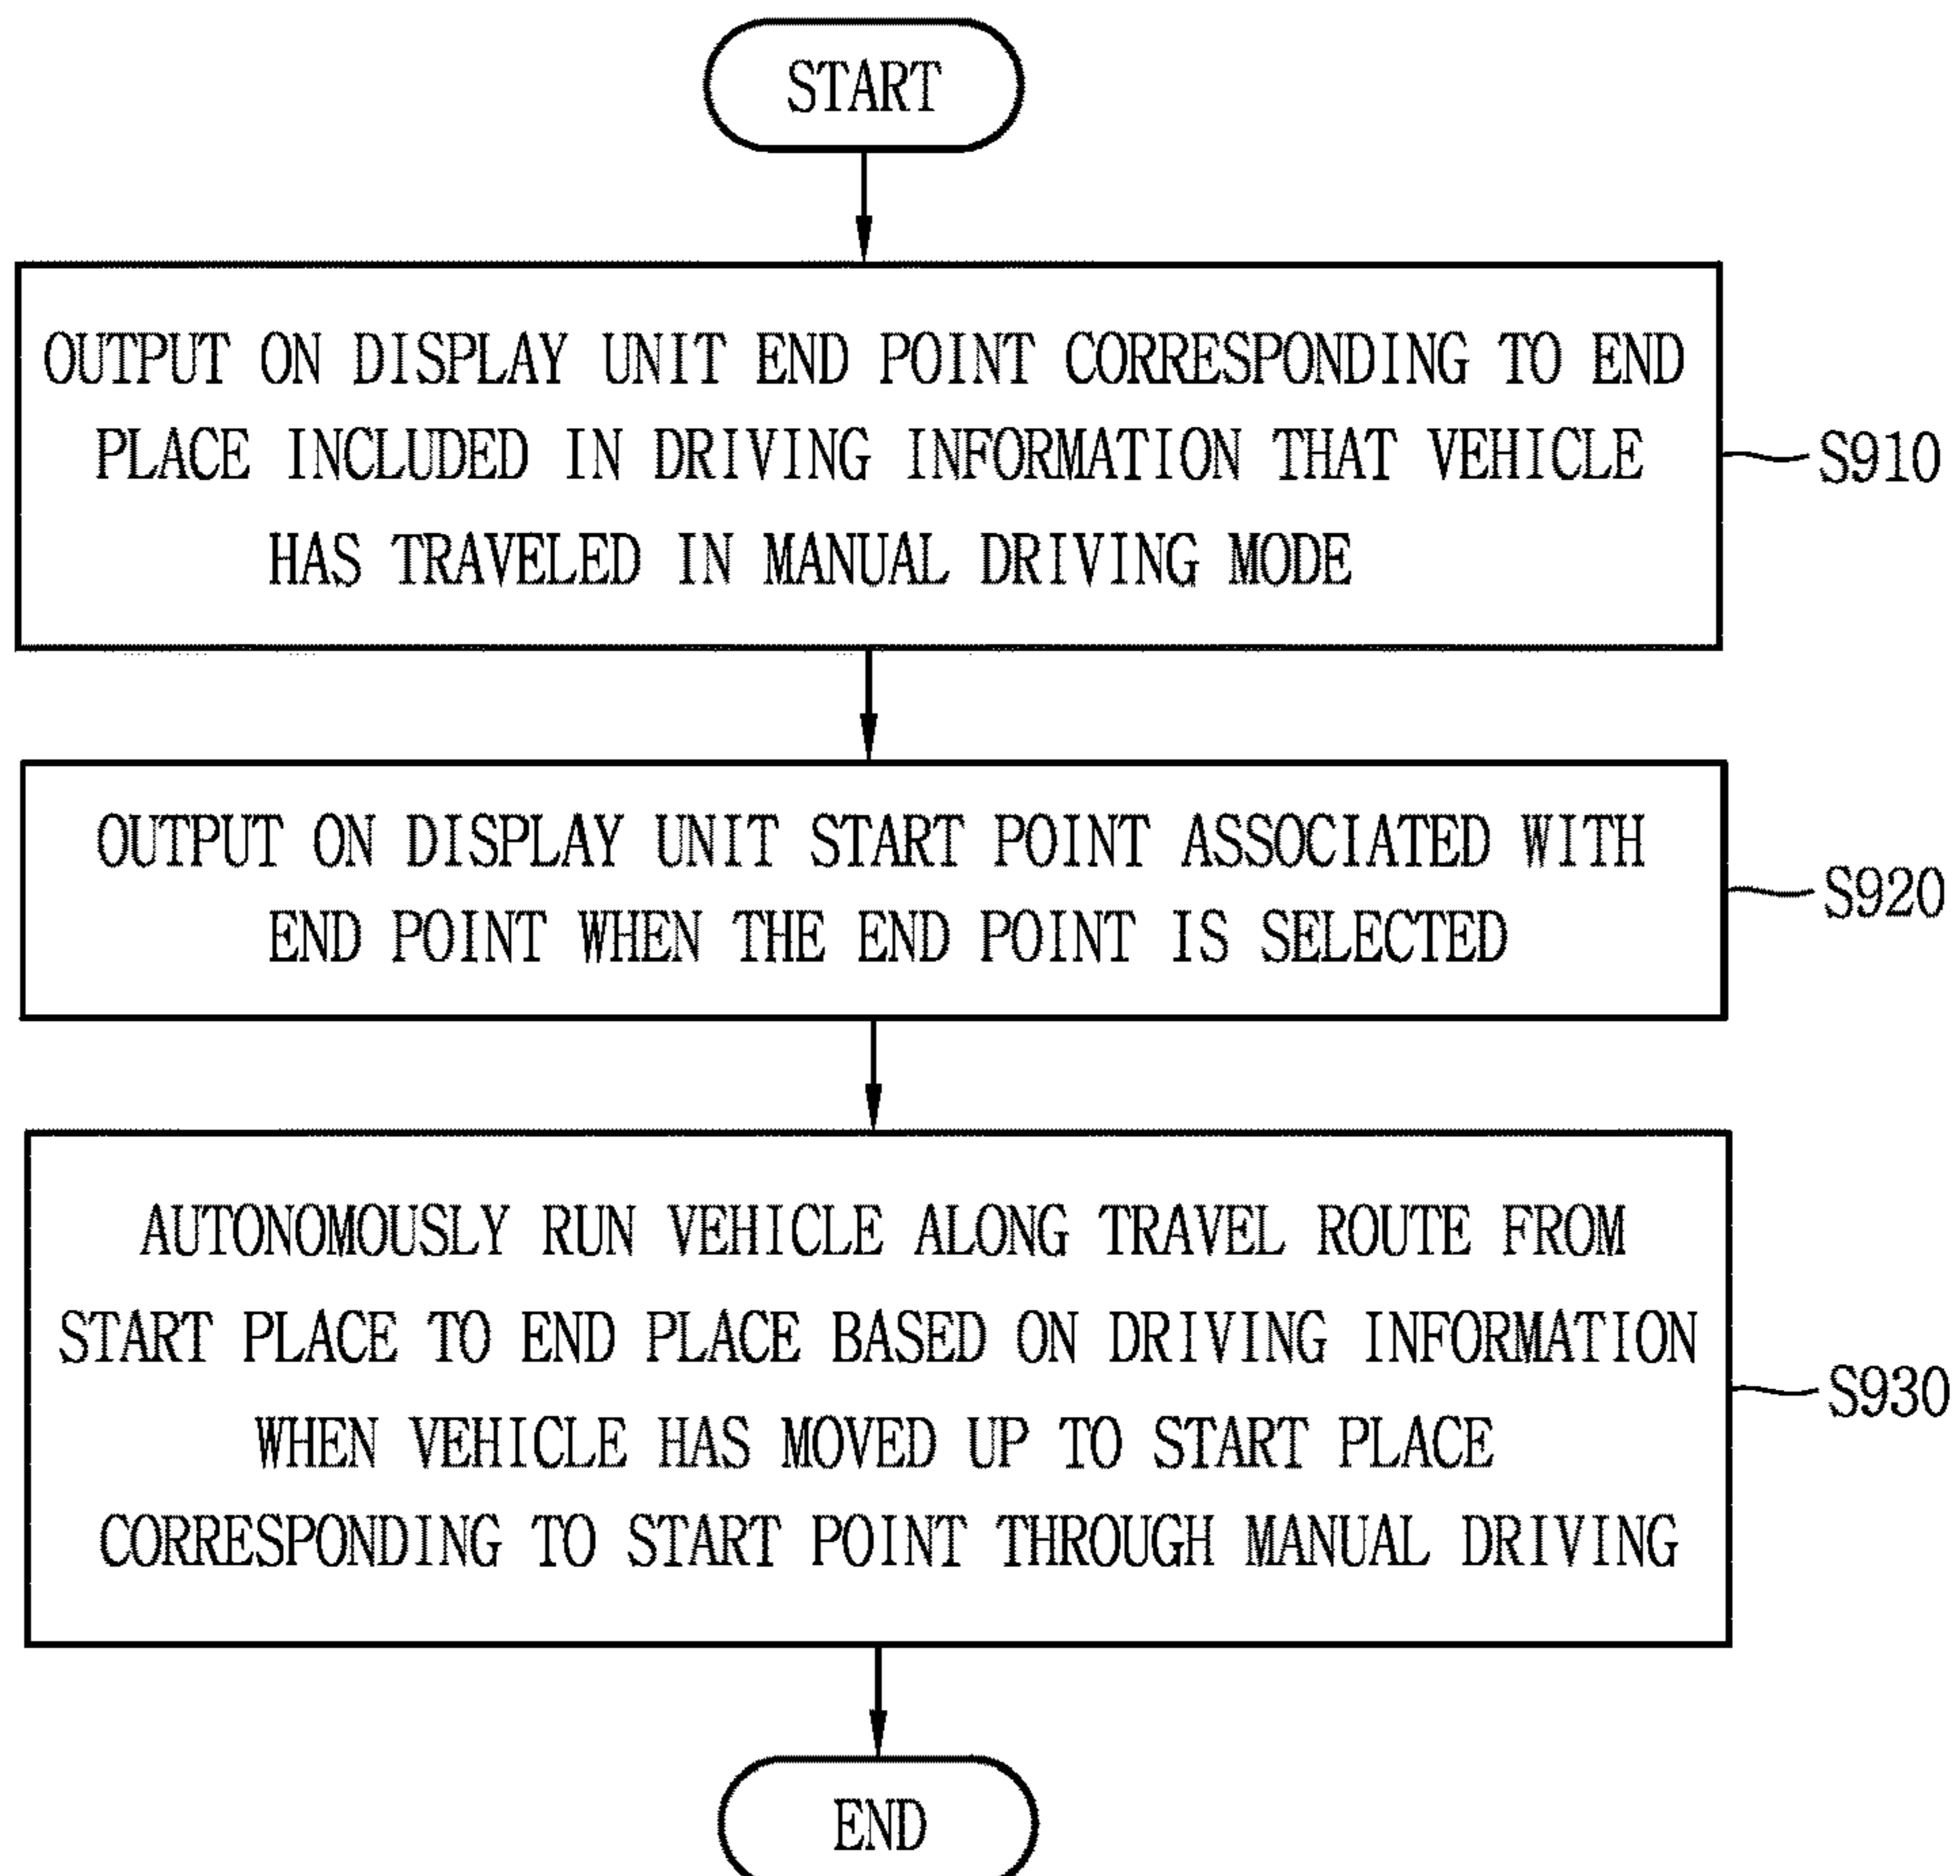 START
OUTPUT ON DISPLAY UNIT END POINT CORRESPONDING TO END
PLACE INCLUDED IN DRIVING INFORMATION THAT VEHICLE
HAS TRAVELED IN MANUAL DRIVING MODE
S910
OUTPUT ON DISPLAY UNIT START POINT ASSOCIATED WITH
END POINT WHEN THE END POINT IS SELECTED
S920
AUTONOMOUSLY RUN VEHICLE ALONG TRAVEL ROUTE FROM
START PLACE TO END PLACE BASED ON DRIVING INFORMATION
WHEN VEHICLE HAS MOVED UP TO START PLACE
CORRESPONDING TO START POINT THROUGH MANUAL DRIVING
S930
END